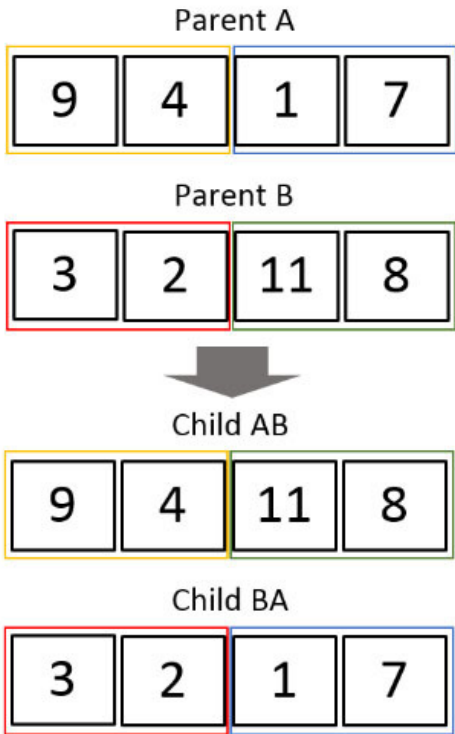 Parent A
9 4 1 7
Parent B
3 2 11 8
Child AB
9 4 11 8
Child BA
3 2 1 7